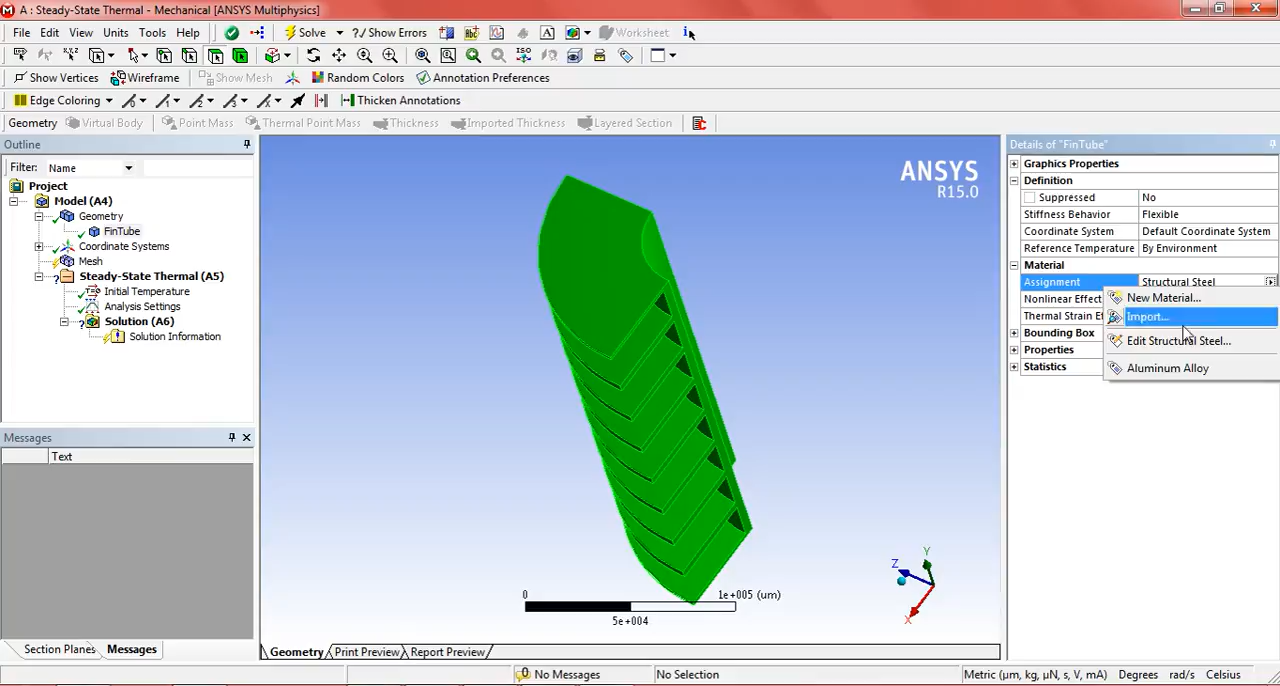 A : Steady-State Thermal - Mechanical [ANSYS Multiphysics]
File Edit View Units Tools Help Solve ?/Show Errors Worksheet
Show Vertices Wireframe Show Mesh Random Colors Annotation Preferences
Edge Coloring Thicken Annotations
Geometry Virtual Body Point Mass Thermal Point Mass Thickness Imported Thickness Layered Section
Outline
Filter: Name
Project
Model (A4)
Geometry
FinTube
Coordinate Systems
Mesh
Steady-State Thermal (A5)
Initial Temperature
Analysis Settings
Solution (A6)
Solution Information
Messages
Text
Section Planes Messages
ANSYS
R15.0
0 1e+005 (um)
5e+004
Z Y X
Geometry Print Preview Report Preview
Details of "FinTube"
Graphics Properties
Definition
Suppressed No
Stiffness Behavior Flexible
Coordinate System Default Coordinate System
Reference Temperature By Environment
Material
Assignment Structural Steel
Nonlinear Effect
Thermal Strain Ef
Bounding Box
Properties
Statistics
New Material...
Import...
Edit Structural Steel...
Aluminum Alloy
No Messages No Selection Metric (µm, kg, µN, s, V, mA) Degrees rad/s Celsius